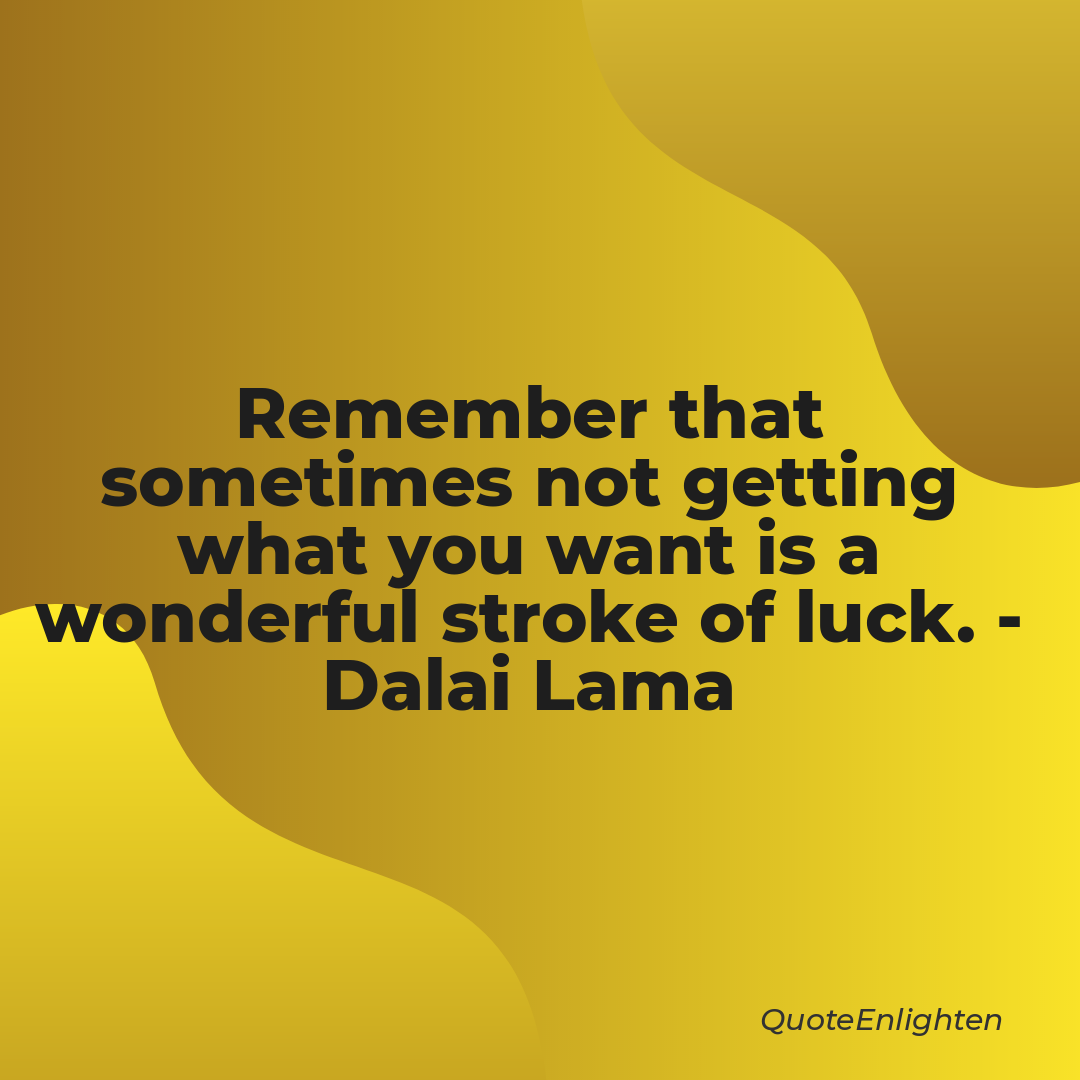 Remember that
sometimes not getting
what you want is a
wonderful stroke of luck. -
Dalai Lama
QuoteEnlighten